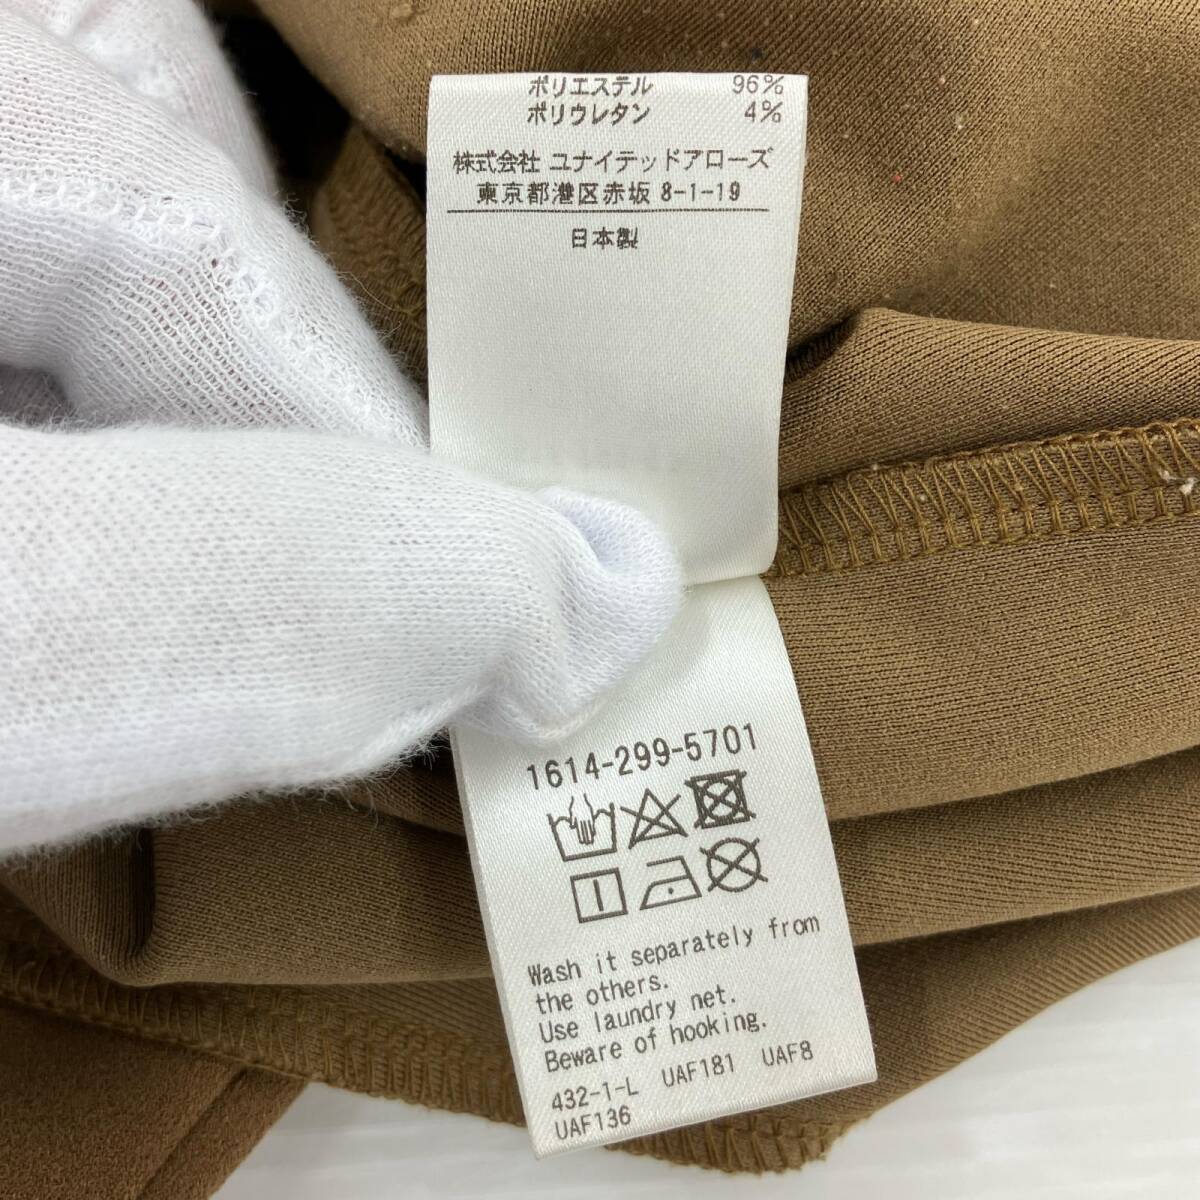 ポリエステル 96%
ポリウレタン 4%
株式会社 ユナイテッドアローズ
東京都港区赤坂 8-1-19
日本製
1614-299-5701
Wash it separately from
the others.
Use laundry net.
Beware of hooking.
432-1-L UAF181 UAF8
UAF136